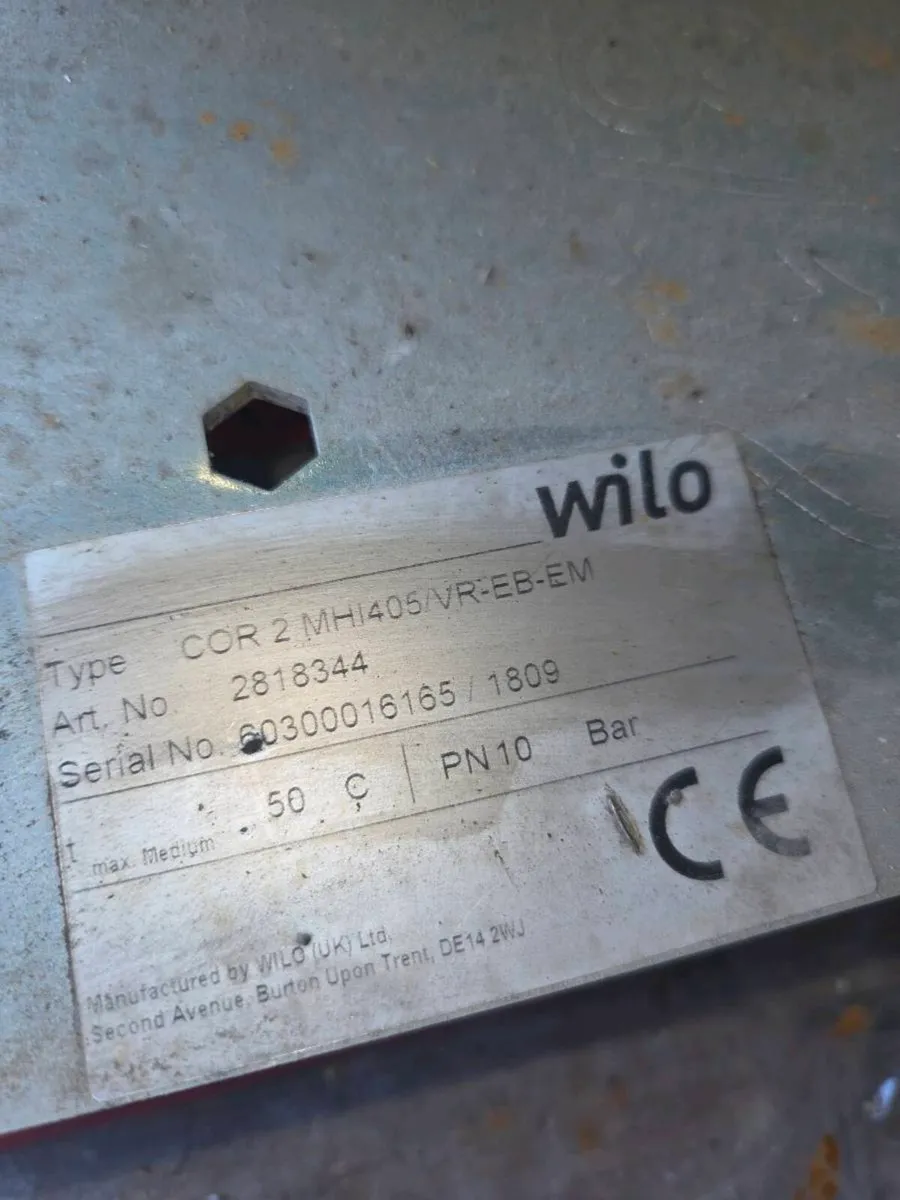 wilo
Type COR 2 MHI405/VR-EB-EM
Art. No 2818344
Serial No. 60300016165 / 1809
t max. Medium 50 Ç PN10 Bar
CE
Manufactured by WILO (UK) Ltd.
Second Avenue, Burton Upon Trent, DE14 2WJ